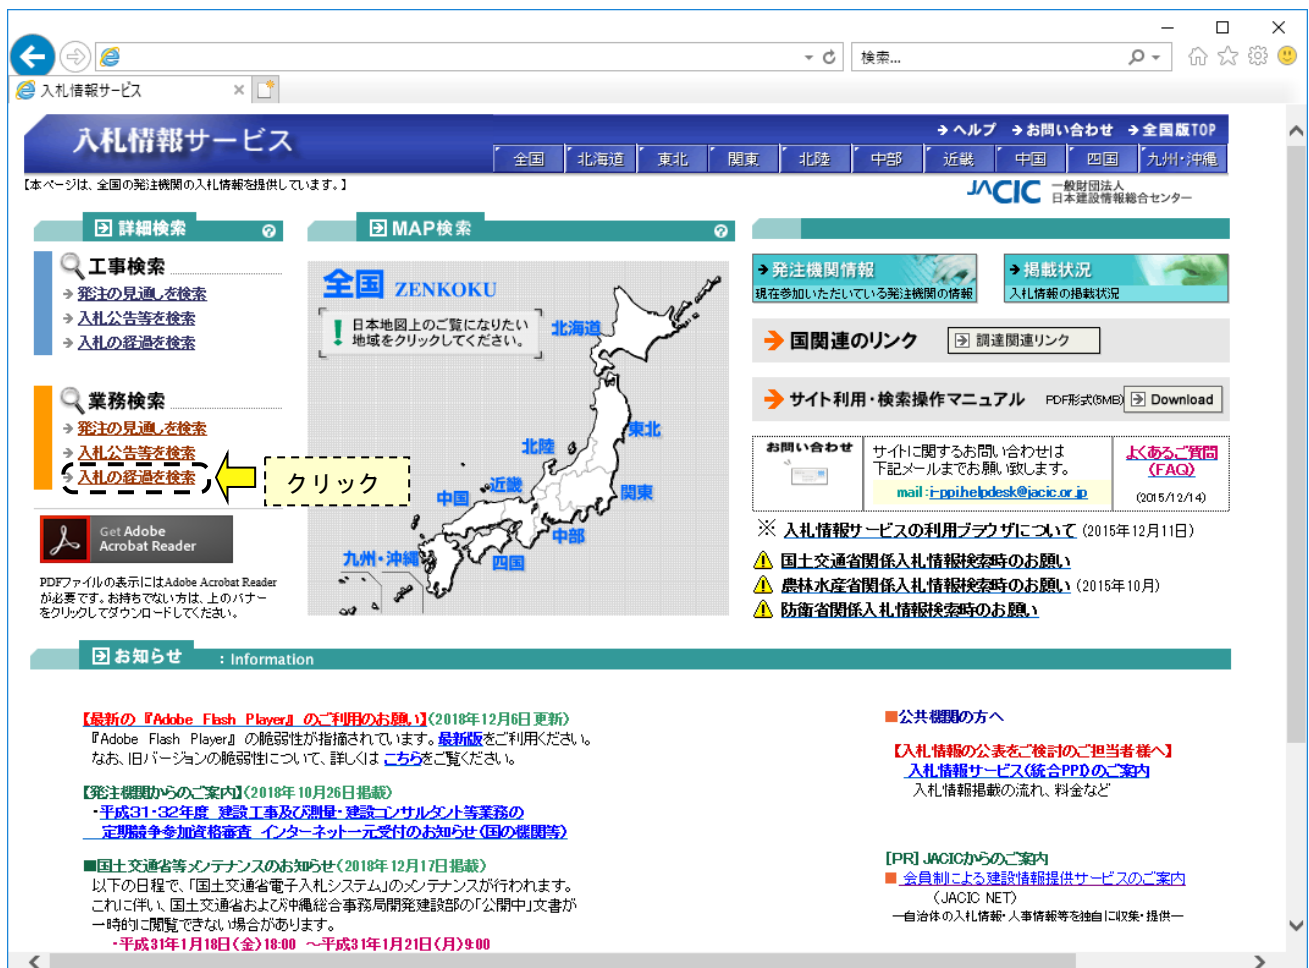 検索...
入札情報サービス
入札情報サービス
ヘルプ お問い合わせ 全国版TOP
全国 北海道 東北 関東 北陸 中部 近畿 中国 四国 九州・沖縄
【本ページは、全国の発注機関の入札情報を提供しています。】
JACIC 一般財団法人
日本建設情報総合センター
詳細検索
工事検索
発注の見通しを検索
入札公告等を検索
入札の経過を検索
業務検索
発注の見通しを検索
入札公告等を検索
入札の経過を検索
クリック
Get Adobe
Acrobat Reader
PDFファイルの表示にはAdobe Acrobat Reader
が必要です。お持ちでない方は、上のバナー
をクリックしてダウンロードしてください。
MAP検索
全国 ZENKOKU
! 日本地図上のご覧になりたい
地域をクリックしてください。
北海道
東北
北陸
近畿
関東
中国
中部
九州・沖縄
四国
発注機関情報
現在参加いただいている発注機関の情報
掲載状況
入札情報の掲載状況
国関連のリンク 調達関連リンク
サイト利用・検索操作マニュアル PDF形式(5MB) Download
お問い合わせ
サイトに関するお問い合わせは
下記メールまでお願い致します。
mail:i-ppi.helpdesk@jacic.or.jp
よくあるご質問
(FAQ)
(2015/12/14)
※ 入札情報サービスの利用ブラウザについて (2015年12月11日)
国土交通省関係入札情報検索時のお願い
農林水産省関係入札情報検索時のお願い (2015年10月)
防衛省関係入札情報検索時のお願い
お知らせ : Information
【最新の『Adobe Flash Player』のご利用のお願い】(2018年12月6日更新)
『Adobe Flash Player』の脆弱性が指摘されています。最新版をご利用ください。
なお、旧バージョンの脆弱性について、詳しくは こちらをご覧ください。
【発注機関からのご案内】(2018年10月26日掲載)
・平成31・32年度 建設工事及び測量・建設コンサルタント等業務の
定期競争参加資格審査 インターネット一元受付のお知らせ(国の機関等)
■国土交通省等メンテナンスのお知らせ(2018年12月17日掲載)
以下の日程で、「国土交通省電子入札システム」のメンテナンスが行われます。
これに伴い、国土交通省および沖縄総合事務局開発建設部の「公開中」文書が
一時的に閲覧できない場合があります。
・平成31年1月18日(金)18:00 ～平成31年1月21日(月)9:00
■公共機関の方へ
【入札情報の公表をご検討のご担当者様へ】
入札情報サービス(統合PPI)のご案内
入札情報掲載の流れ、料金など
[PR] JACICからのご案内
■ 会員制による建設情報提供サービスのご案内
(JACIC NET)
―自治体の入札情報・人事情報等を独自に収集・提供―